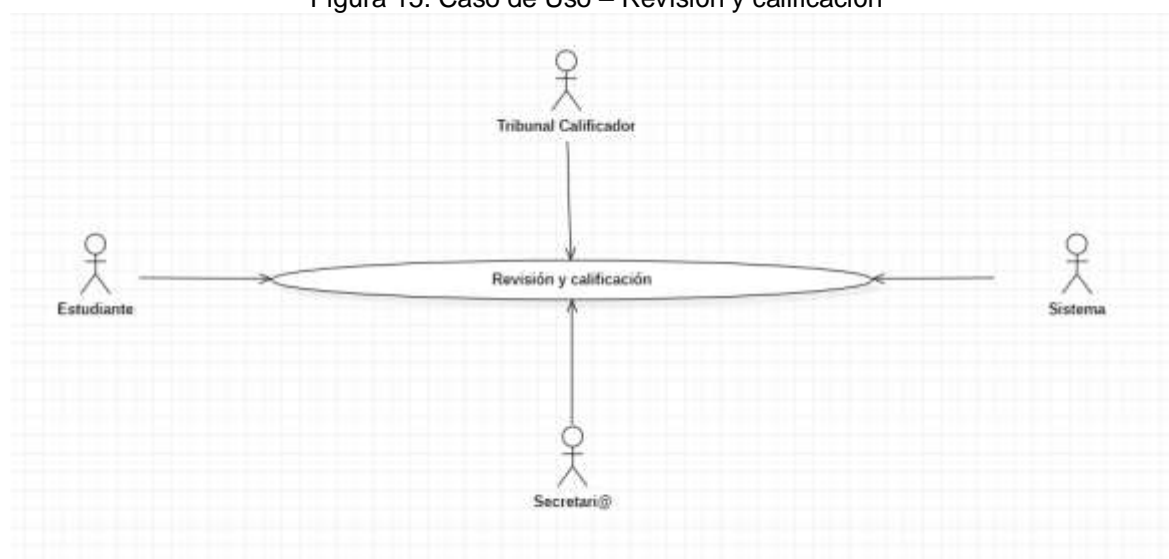 Figura 15: Caso de Uso – Revisión y calificación
Tribunal Calificador
Estudiante
Revisión y calificación
Sistema
Secretari@